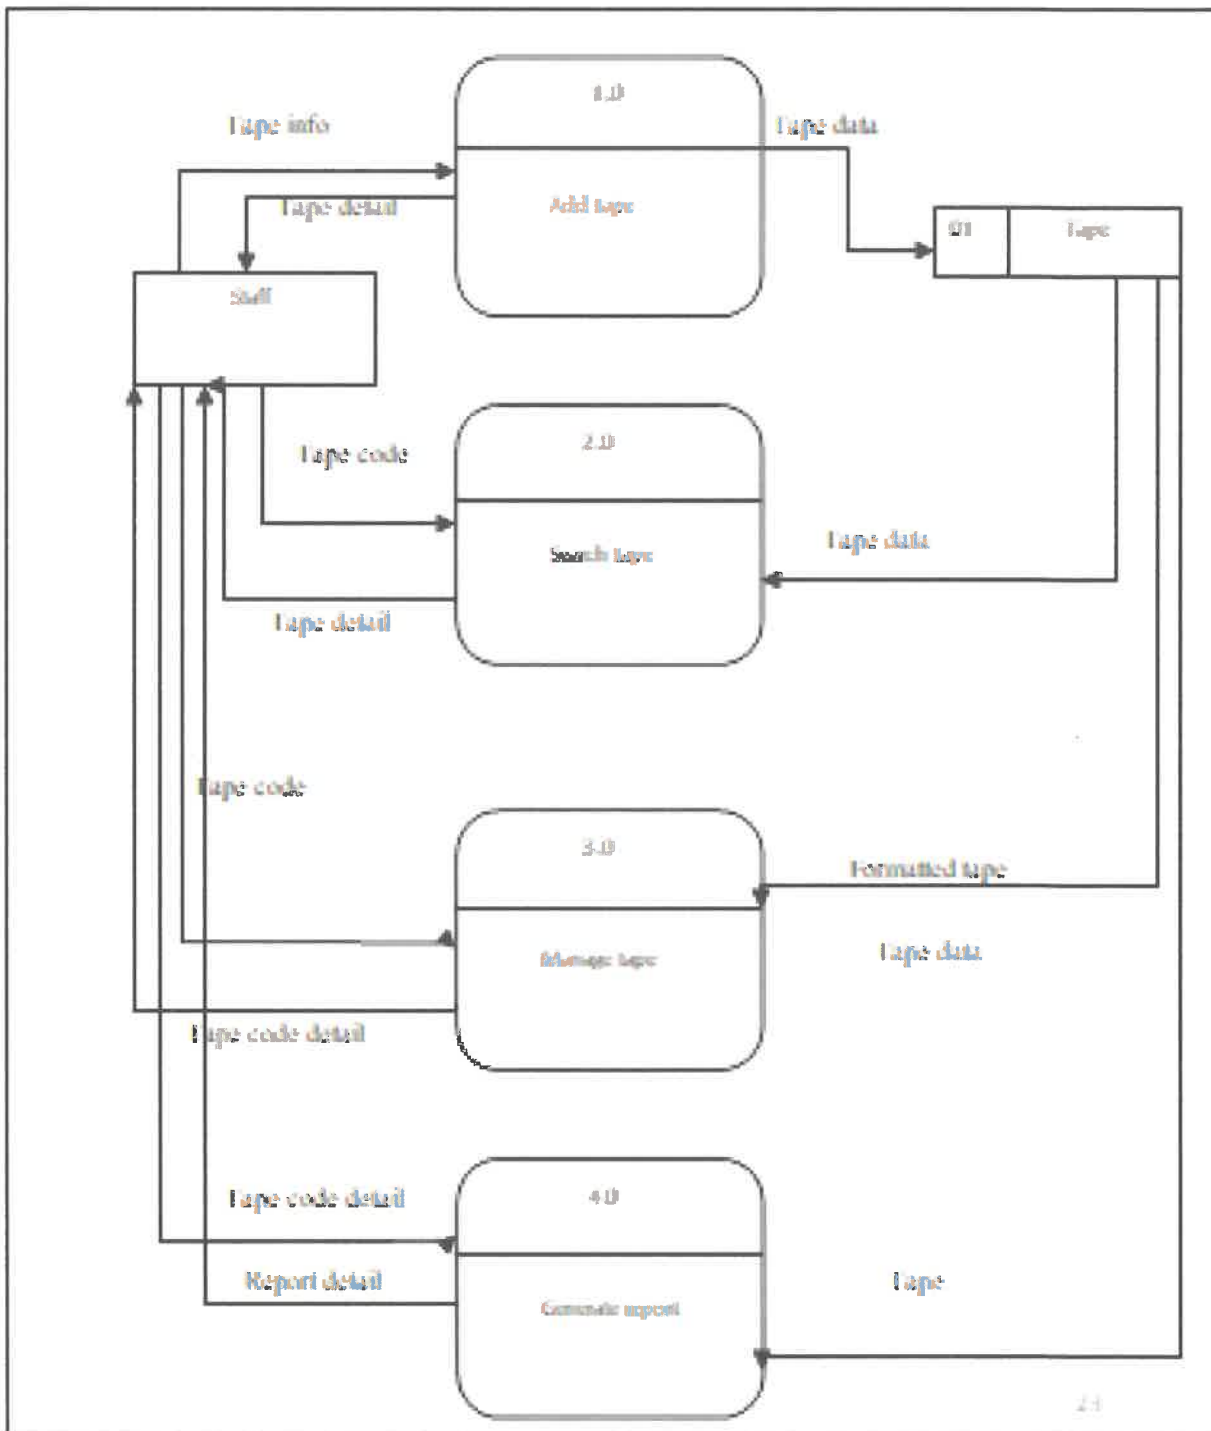 1.0
Tape info
Tape data
Tape detail
Add tape
D1
Tape
Staff
2.0
Tape code
Search tape
Tape data
Tape detail
Tape code
3.0
Formatted tape
Manage tape
Tape data
Tape code detail
4.0
Tape code detail
Report detail
Tape
Generate report
23